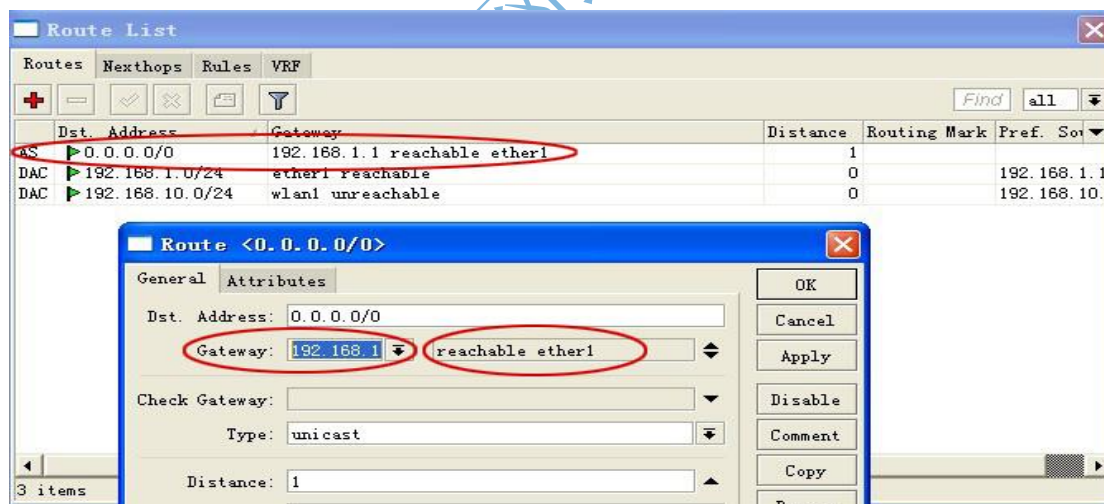 Route List
Routes Nexthops Rules VRF
Find all
Dst. Address Gateway Distance Routing Mark Pref. Sou
AS 0.0.0.0/0 192.168.1.1 reachable ether1 1
DAC 192.168.1.0/24 ether1 reachable 0 192.168.1.1
DAC 192.168.10.0/24 wlan1 unreachable 0 192.168.10.
Route <0.0.0.0/0>
General Attributes
OK
Dst. Address: 0.0.0.0/0
Cancel
Gateway: 192.168.1 reachable ether1
Apply
Check Gateway:
Disable
Type: unicast
Comment
Copy
Distance: 1
3 items